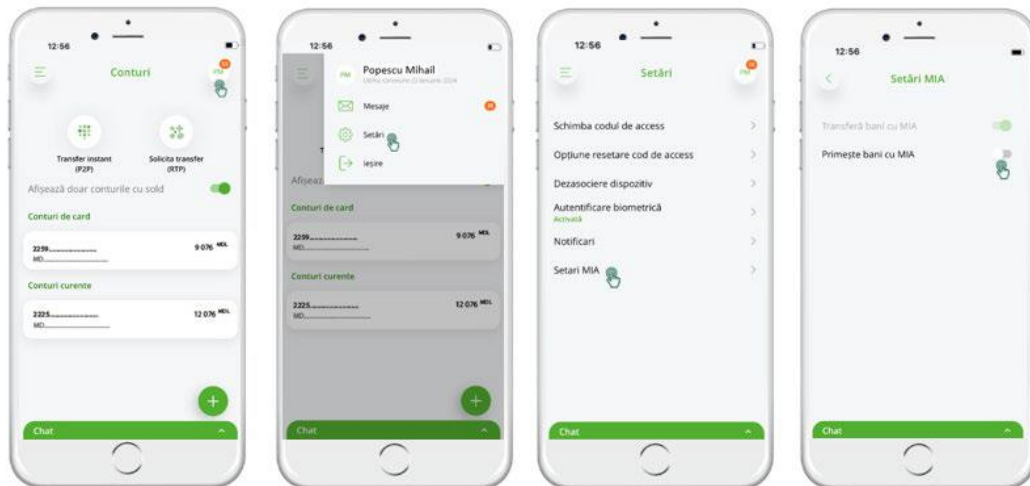 12:56
Conturi
PM
Transfer instant
(P2P)
Solicita transfer
(RTP)
Afișează doar conturile cu sold
Conturi de card
2259
9 076 MDL
MD
Conturi curente
2225
12 076 MDL
MD
Chat
12:56
PM
Popescu Mihail
Mesaje
Setări
Ieșire
T
Afișeaz
Conturi de card
2259
9 076 MDL
MD
Conturi curente
2225
12 076 MDL
MD
Chat
12:56
Setări
PM
Schimba codul de access
Opțiune resetare cod de access
Dezasociere dispozitiv
Autentificare biometrică
Activată
Notificari
Setari MIA
Chat
12:56
Setări MIA
Transferă bani cu MIA
Primește bani cu MIA
Chat